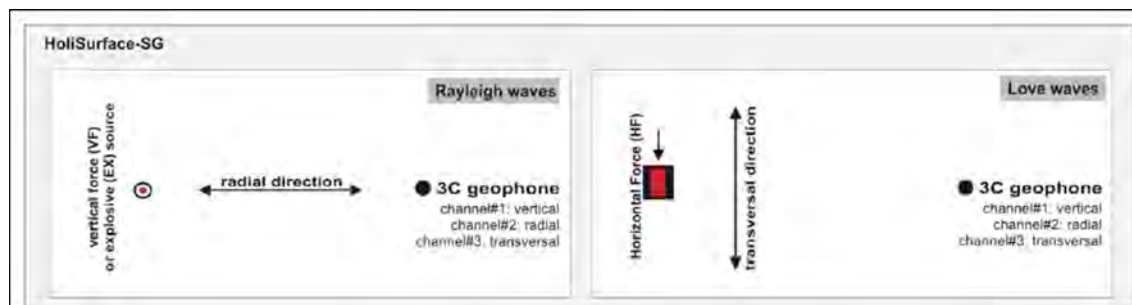 HoliSurface-SG
Rayleigh waves
vertical force (VF)
or explosive (EX) source
radial direction
3C geophone
channel#1: vertical
channel#2: radial
channel#3: transversal
Love waves
Horizontal Force (HF)
transversal direction
3C geophone
channel#1: vertical
channel#2: radial
channel#3: transversal